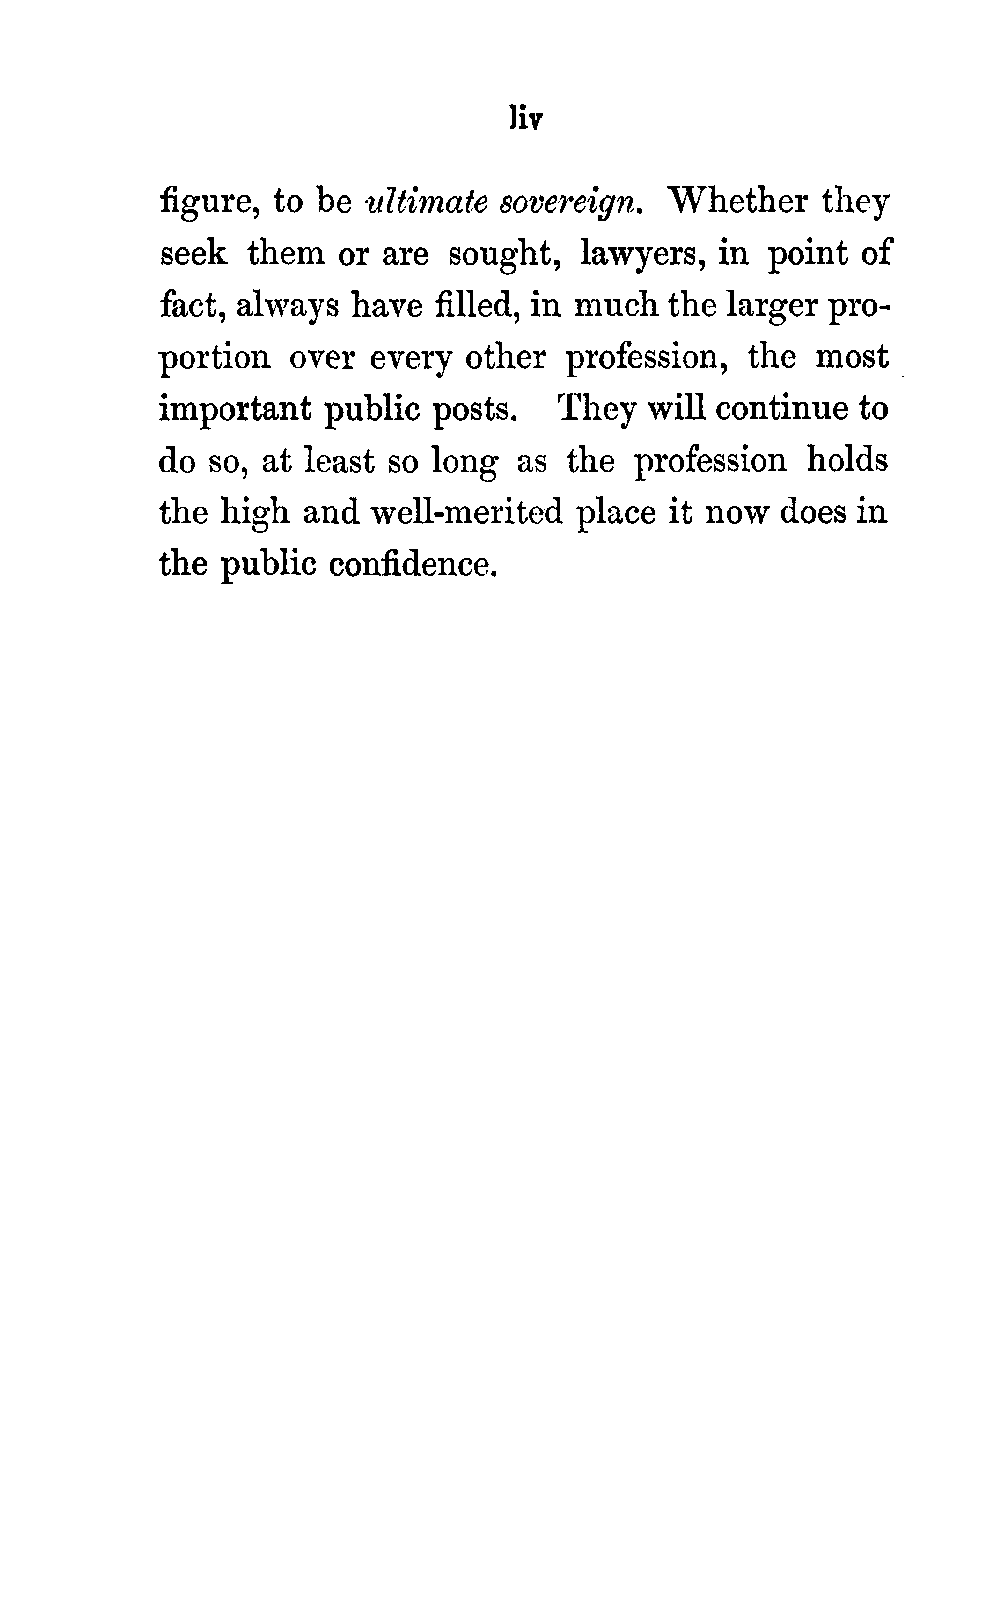 liv
figure, to be ultimate sovereign. Whether they
seek them or are sought, lawyers, in point of
fact, always have filled, in much the larger pro-
portion over every other profession, the most
important public posts. They will continue to
do so, at least so long as the profession holds
the high and well-merited place it now does in
the public confidence.